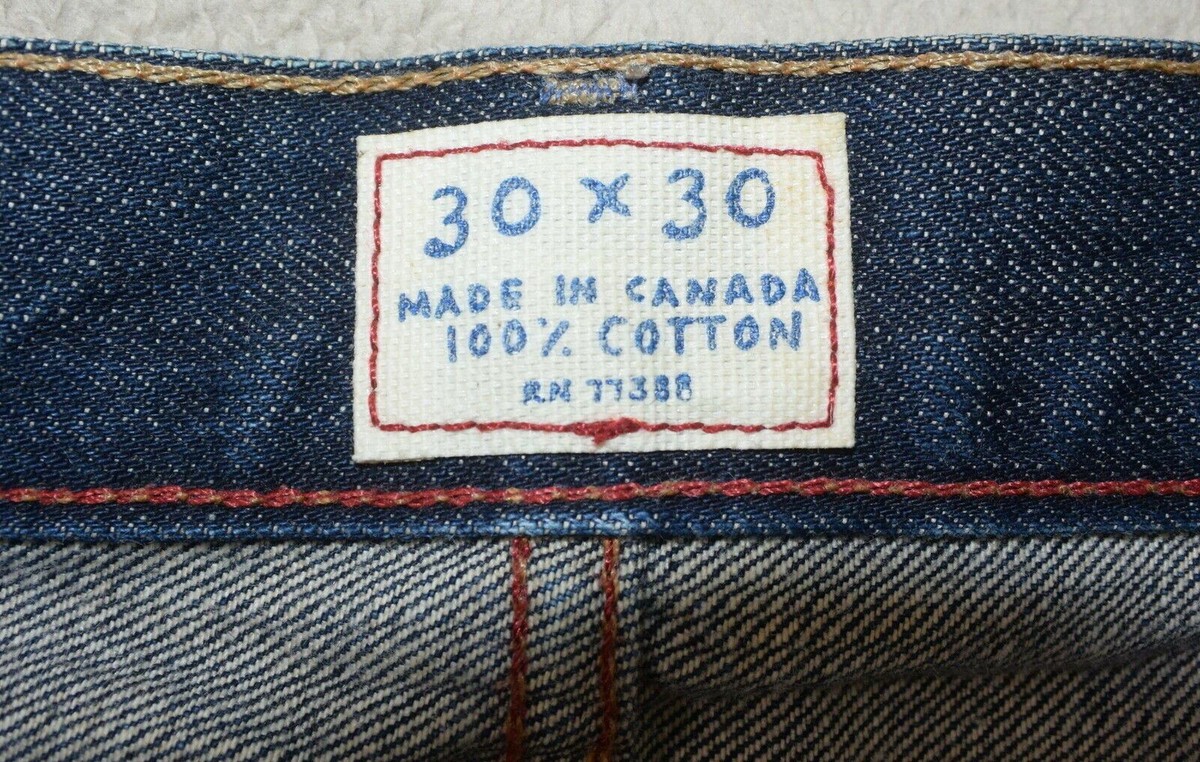 30 x 30
MADE IN CANADA
100% COTTON
RN 77388